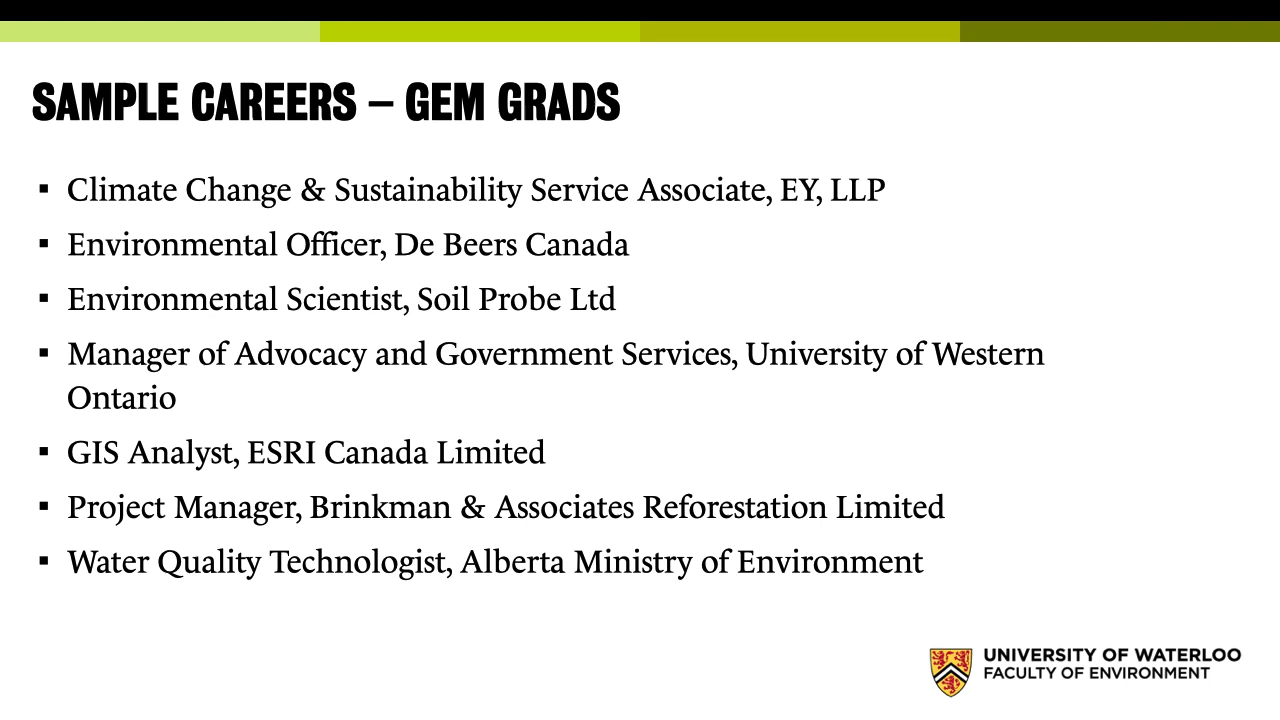 SAMPLE CAREERS – GEM GRADS
▪ Climate Change & Sustainability Service Associate, EY, LLP
▪ Environmental Officer, De Beers Canada
▪ Environmental Scientist, Soil Probe Ltd
▪ Manager of Advocacy and Government Services, University of Western
Ontario
▪ GIS Analyst, ESRI Canada Limited
▪ Project Manager, Brinkman & Associates Reforestation Limited
▪ Water Quality Technologist, Alberta Ministry of Environment
UNIVERSITY OF WATERLOO
FACULTY OF ENVIRONMENT